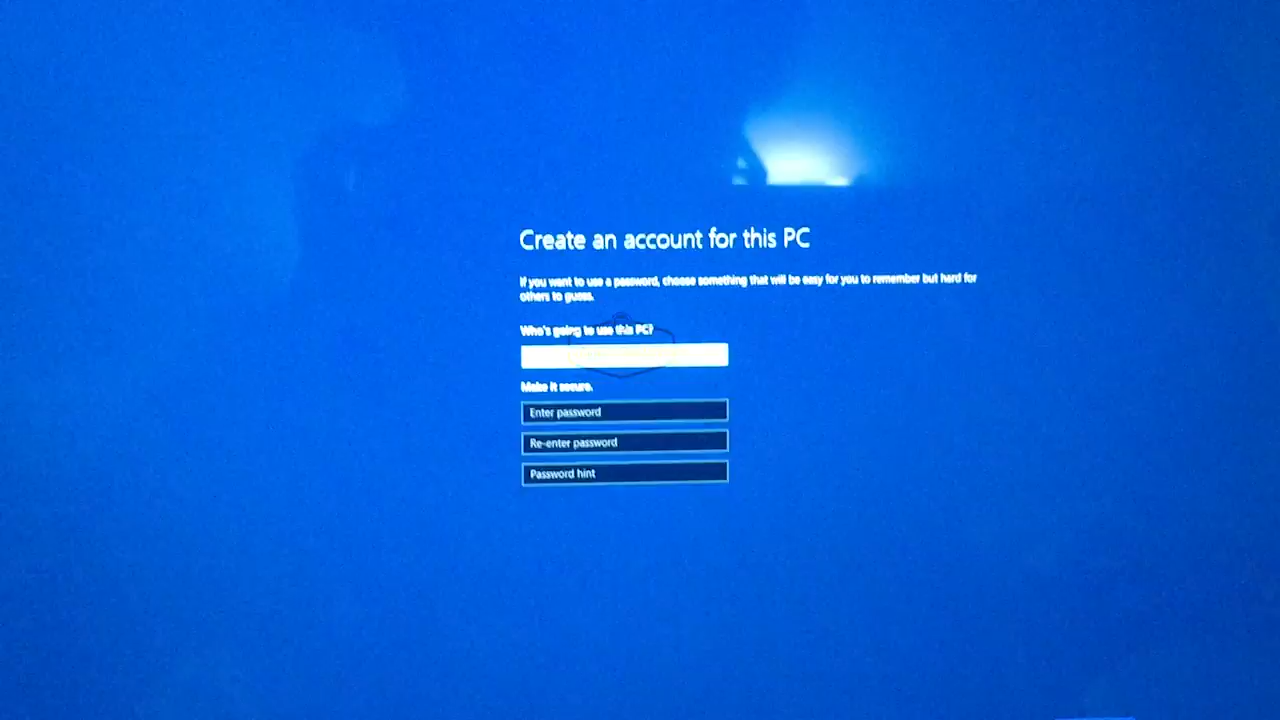 Create an account for this PC
If you want to use a password, choose something that will be easy for you to remember but hard for
others to guess.
Who's going to use this PC?
Make it secure.
Enter password
Re-enter password
Password hint